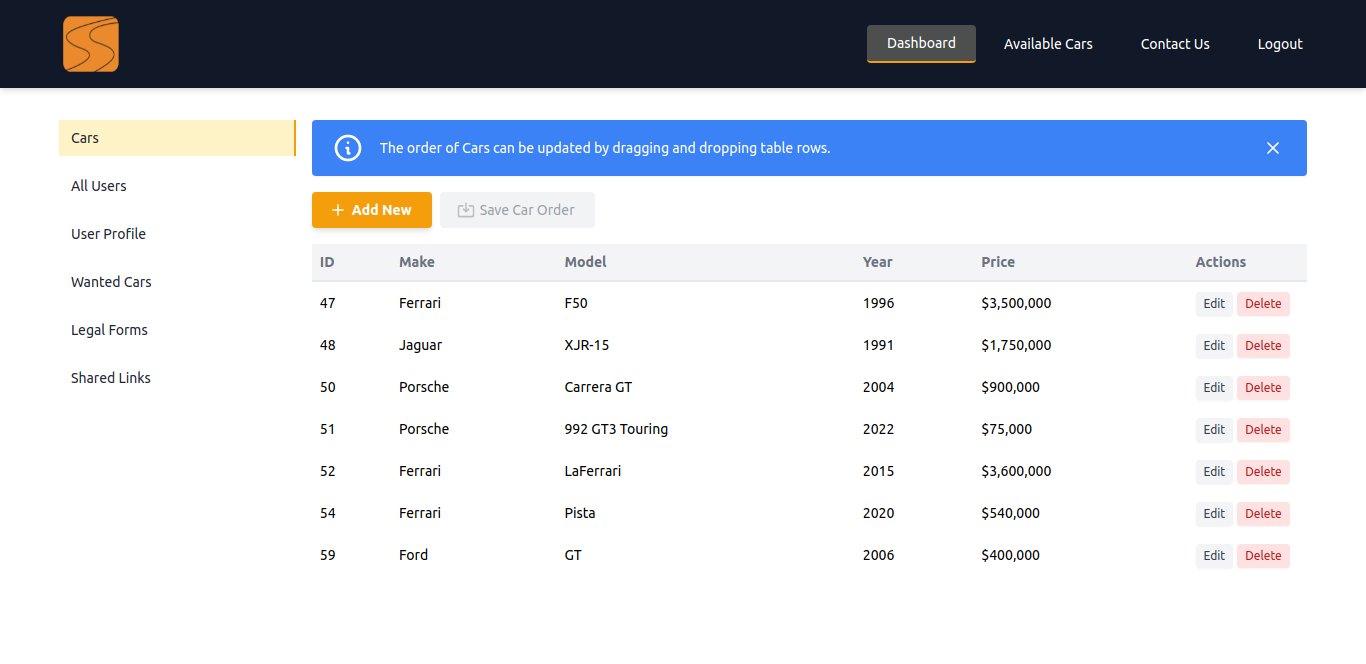 Dashboard Available Cars Contact Us Logout
Cars
All Users
User Profile
Wanted Cars
Legal Forms
Shared Links
The order of Cars can be updated by dragging and dropping table rows.
Add New Save Car Order
ID Make Model Year Price Actions
47 Ferrari F50 1996 $3,500,000 Edit Delete
48 Jaguar XJR-15 1991 $1,750,000 Edit Delete
50 Porsche Carrera GT 2004 $900,000 Edit Delete
51 Porsche 992 GT3 Touring 2022 $75,000 Edit Delete
52 Ferrari LaFerrari 2015 $3,600,000 Edit Delete
54 Ferrari Pista 2020 $540,000 Edit Delete
59 Ford GT 2006 $400,000 Edit Delete